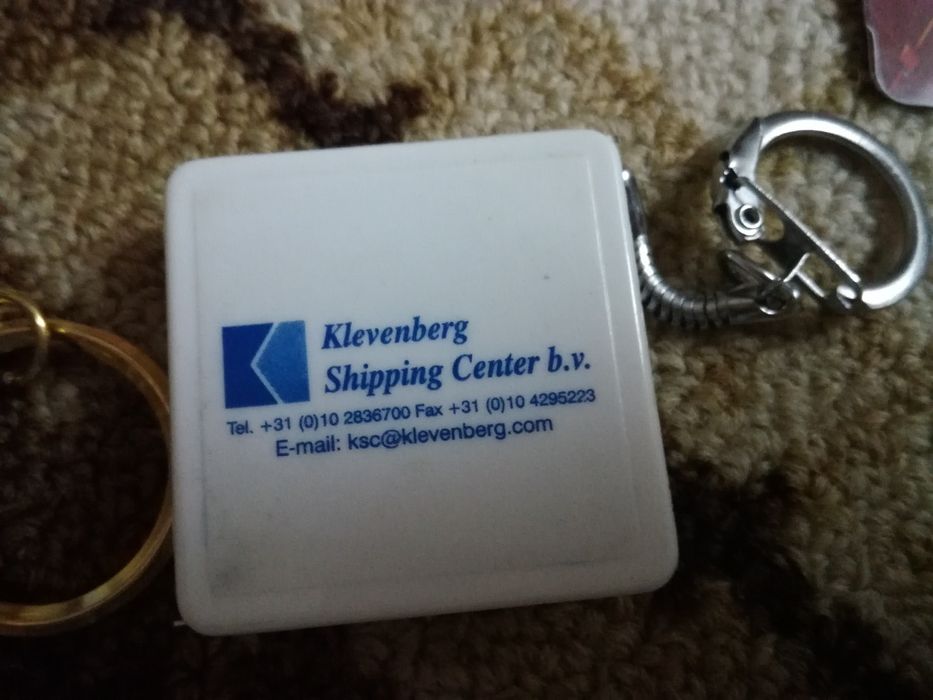 Klevenberg
Shipping Center b.v.
Tel. +31 (0)10 2836700 Fax +31 (0)10 4295223
E-mail: ksc@klevenberg.com